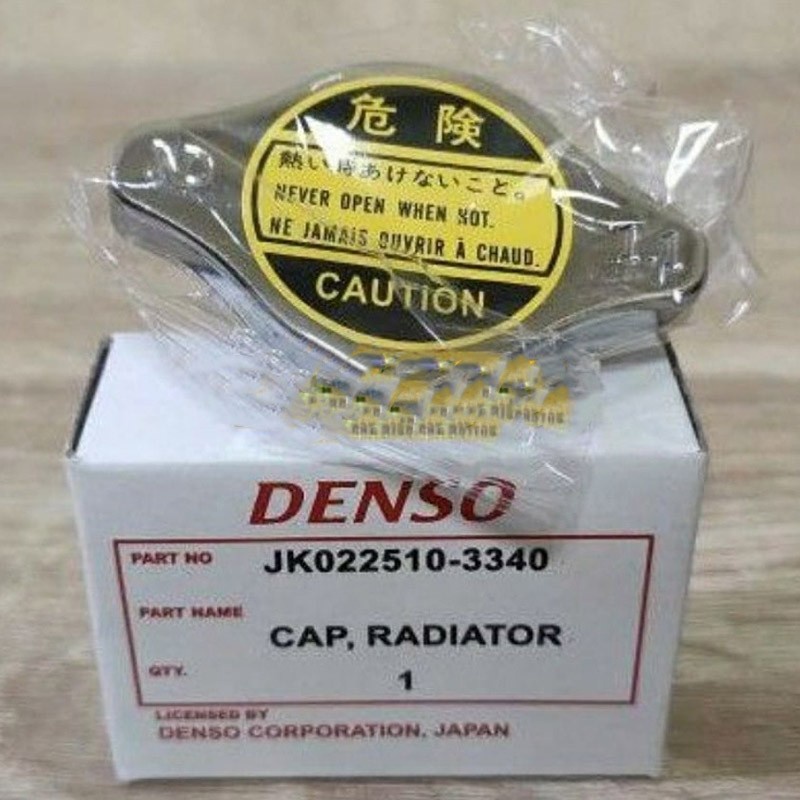 危険
熱い時あけないこと。
NEVER OPEN WHEN HOT.
NE JAMAIS OUVRIR À CHAUD.
CAUTION
DENSO
PART NO JK022510-3340
PART NAME
CAP, RADIATOR
QTY.
1
LICENSED BY
DENSO CORPORATION, JAPAN